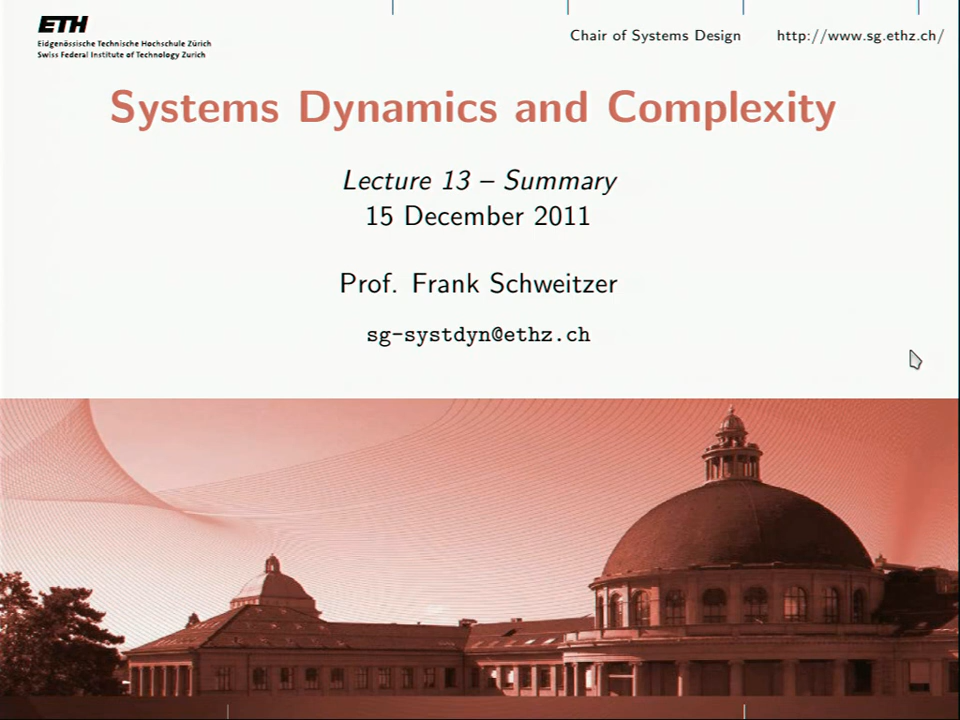 ETH
Eidgenössische Technische Hochschule Zürich
Swiss Federal Institute of Technology Zurich
Chair of Systems Design http://www.sg.ethz.ch/
Systems Dynamics and Complexity
Lecture 13 – Summary
15 December 2011
Prof. Frank Schweitzer
sg-systdyn@ethz.ch